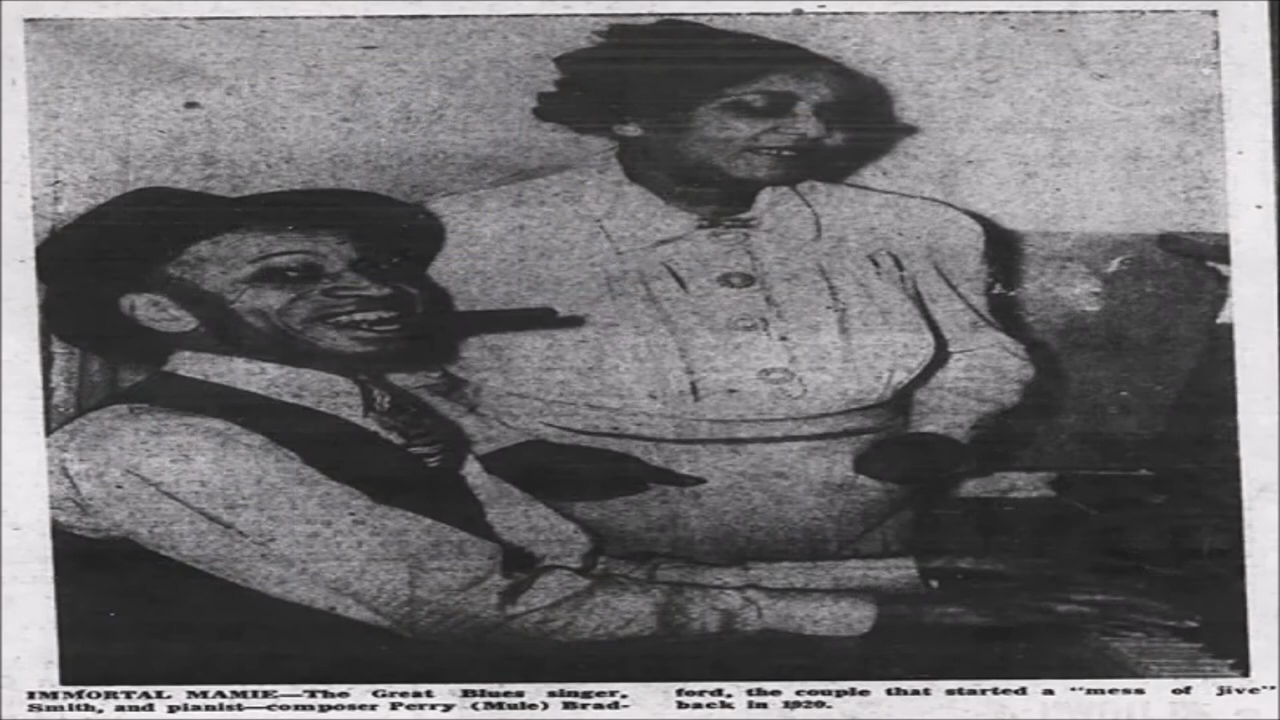 IMMORTAL MAMIE—The Great Blues singer,
Smith, and pianist—composer Perry (Mule) Brad-
ford, the couple that started a "mess of jive"
back in 1920.